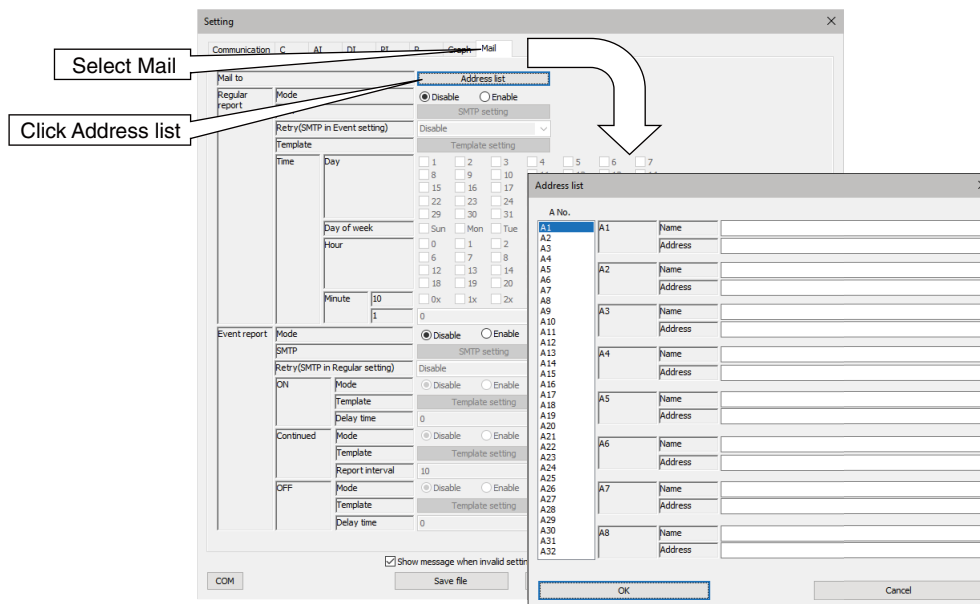 Setting
Communication C AI DI PI P Graph Mail
Select Mail
Mail to Address list
Regular report Mode Disable Enable
SMTP setting
Click Address list
Retry(SMTP in Event setting) Disable
Template Template setting
Time Day 1 2 3 4 5 6 7
8 9 10
15 16 17
22 23 24
29 30 31
Day of week Sun Mon Tue
Hour 0 1 2
6 7 8
12 13 14
18 19 20
Minute 10 0x 1x 2x
1 0
Event report Mode Disable Enable
SMTP SMTP setting
Retry(SMTP in Regular setting) Disable
ON Mode Disable Enable
Template Template setting
Delay time 0
Continued Mode Disable Enable
Template Template setting
Report interval 10
OFF Mode Disable Enable
Template Template setting
Delay time 0
Show message when invalid settin
COM Save file
Address list
A No.
A1
A2
A3
A4
A5
A6
A7
A8
A9
A10
A11
A12
A13
A14
A15
A16
A17
A18
A19
A20
A21
A22
A23
A24
A25
A26
A27
A28
A29
A30
A31
A32
A1 Name
Address
A2 Name
Address
A3 Name
Address
A4 Name
Address
A5 Name
Address
A6 Name
Address
A7 Name
Address
A8 Name
Address
OK Cancel